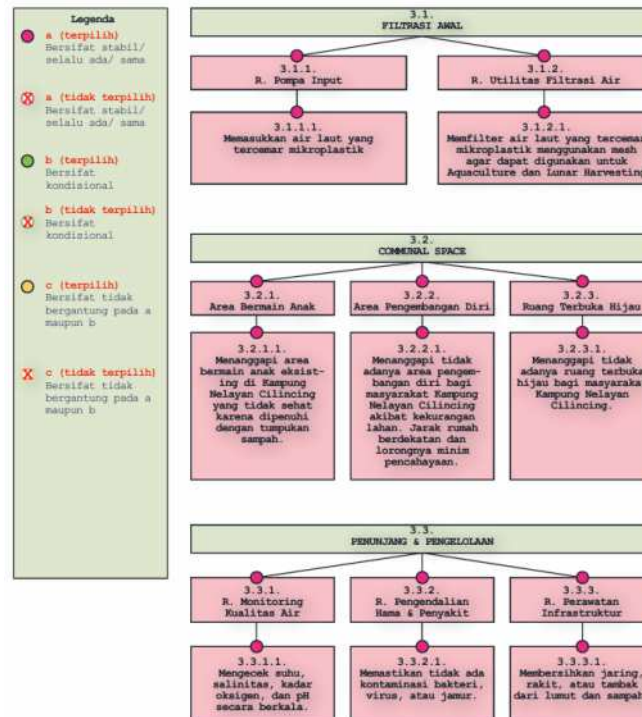 Legenda
a (terpilih)
Bersifat stabil/
selalu ada/ sama
X a (tidak terpilih)
Bersifat stabil/
selalu ada/ sama
b (terpilih)
Bersifat
kondisional
X b (tidak terpilih)
Bersifat
kondisional
c (terpilih)
Bersifat tidak
bergantung pada a
maupun b
X c (tidak terpilih)
Bersifat tidak
bergantung pada a
maupun b
3.1.
FILTRASI AWAL
3.1.1.
R. Pompa Input
3.1.2.
R. Utilitas Filtrasi Air
3.1.1.1.
Memasukkan air laut yang
tercemar mikroplastik
3.1.2.1.
Memfilter air laut yang tercemar
mikroplastik menggunakan mesh
agar dapat digunakan untuk
Aquaculture dan Lunar Harvesting
3.2.
COMMUNAL SPACE
3.2.1.
Area Bermain Anak
3.2.2.
Area Pengembangan Diri
3.2.3.
Ruang Terbuka Hijau
3.2.1.1.
Menanggapi area
bermain anak eksist-
ing di Kampung
Nelayan Cilincing
yang tidak sehat
karena dipenuhi
dengan tumpukan
sampah.
3.2.2.1.
Menanggapi tidak
adanya area pengem-
bangan diri bagi
masyarakat Kampung
Nelayan Cilincing
akibat kekurangan
lahan. Jarak rumah
berdekatan dan
lorongnya minim
pencahayaan.
3.2.3.1.
Menanggapi tidak
adanya ruang terbuka
hijau bagi masyaraka
Kampung Nelayan
Cilincing.
3.3.
PENUNJANG & PENGELOLAAN
3.3.1.
R. Monitoring
Kualitas Air
3.3.2.
R. Pengendalian
Hama & Penyakit
3.3.3.
R. Perawatan
Infrastruktur
3.3.1.1.
Mengecek suhu,
salinitas, kadar
oksigen, dan pH
secara berkala.
3.3.2.1.
Memastikan tidak ada
kontaminasi bakteri,
virus, atau jamur.
3.3.3.1.
Membersihkan jaring,
rakit, atau tambak
dari lumut dan sampah